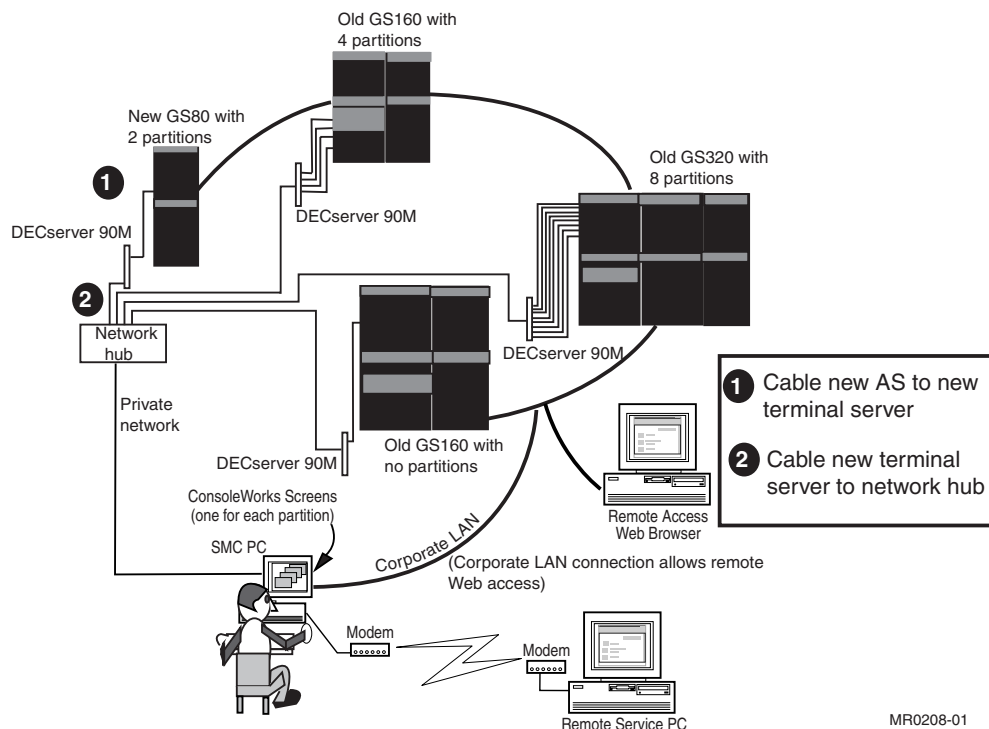 Old GS160 with
4 partitions
New GS80 with
2 partitions
Old GS320 with
8 partitions
1
DECserver 90M
DECserver 90M
2
Network
hub
DECserver 90M
1 Cable new AS to new
terminal server
2 Cable new terminal
server to network hub
Private
network
Old GS160 with
no partitions
DECserver 90M
ConsoleWorks Screens
(one for each partition)
SMC PC
Remote Access
Web Browser
Corporate LAN
(Corporate LAN connection allows remote
Web access)
Modem
Modem
Remote Service PC
MR0208-01